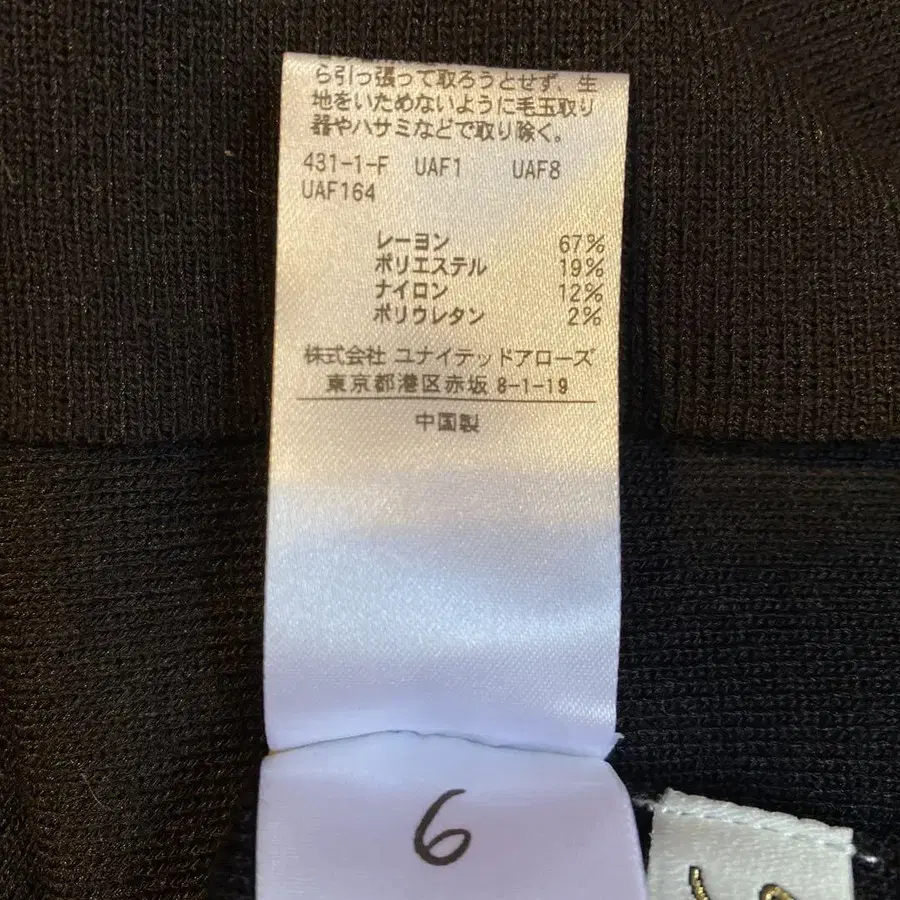 ら引っ張って取ろうとせず、生
地をいためないように毛玉取り
器やハサミなどで取り除く。
431-1-F UAF1 UAF8
UAF164
レーヨン 67%
ポリエステル 19%
ナイロン 12%
ポリウレタン 2%
株式会社 ユナイテッドアローズ
東京都港区赤坂 8-1-19
中国製
6